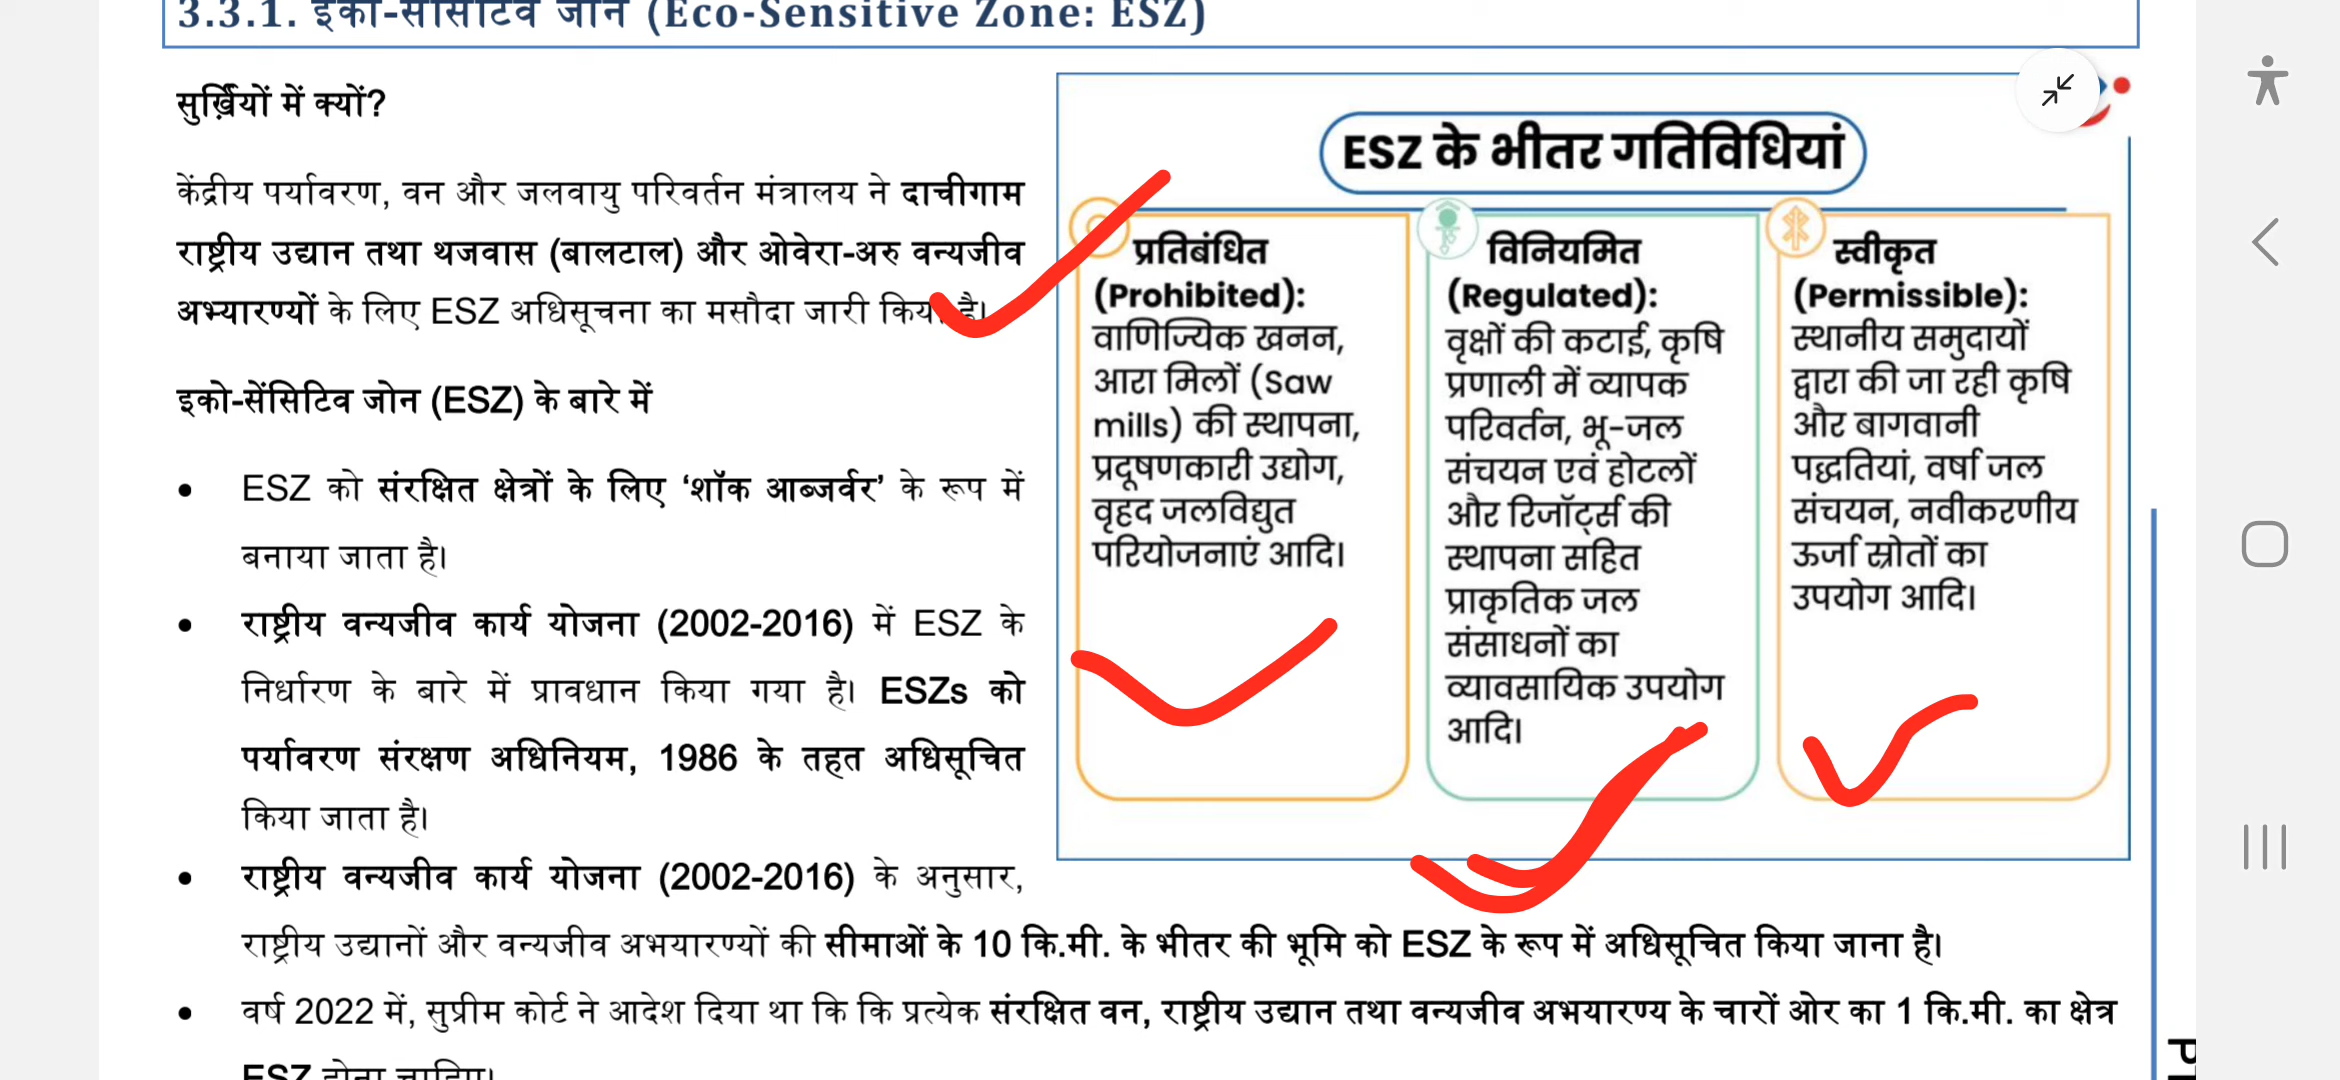 3.3.1. इको-सेंसिटिव जोन (Eco-Sensitive Zone: ESZ)
सुर्ख़ियों में क्यों?
केंद्रीय पर्यावरण, वन और जलवायु परिवर्तन मंत्रालय ने दाचीगाम
राष्ट्रीय उद्यान तथा थजवास (बालटाल) और ओवेरा-अरु वन्यजीव
अभ्यारण्यों के लिए ESZ अधिसूचना का मसौदा जारी किया है।
इको-सेंसिटिव जोन (ESZ) के बारे में
• ESZ को संरक्षित क्षेत्रों के लिए ‘शॉक आब्जर्वर’ के रूप में
बनाया जाता है।
• राष्ट्रीय वन्यजीव कार्य योजना (2002-2016) में ESZ के
निर्धारण के बारे में प्रावधान किया गया है। ESZs को
पर्यावरण संरक्षण अधिनियम, 1986 के तहत अधिसूचित
किया जाता है।
• राष्ट्रीय वन्यजीव कार्य योजना (2002-2016) के अनुसार,
राष्ट्रीय उद्यानों और वन्यजीव अभयारण्यों की सीमाओं के 10 कि.मी. के भीतर की भूमि को ESZ के रूप में अधिसूचित किया जाना है।
• वर्ष 2022 में, सुप्रीम कोर्ट ने आदेश दिया था कि कि प्रत्येक संरक्षित वन, राष्ट्रीय उद्यान तथा वन्यजीव अभयारण्य के चारों ओर का 1 कि.मी. का क्षेत्र
ESZ होना चाहिए।
ESZ के भीतर गतिविधियां
प्रतिबंधित
(Prohibited):
वाणिज्यिक खनन,
आरा मिलों (Saw
mills) की स्थापना,
प्रदूषणकारी उद्योग,
वृहद जलविद्युत
परियोजनाएं आदि।
विनियमित
(Regulated):
वृक्षों की कटाई, कृषि
प्रणाली में व्यापक
परिवर्तन, भू-जल
संचयन एवं होटलों
और रिजॉर्ट्स की
स्थापना सहित
प्राकृतिक जल
संसाधनों का
व्यावसायिक उपयोग
आदि।
स्वीकृत
(Permissible):
स्थानीय समुदायों
द्वारा की जा रही कृषि
और बागवानी
पद्धतियां, वर्षा जल
संचयन, नवीकरणीय
ऊर्जा स्रोतों का
उपयोग आदि।